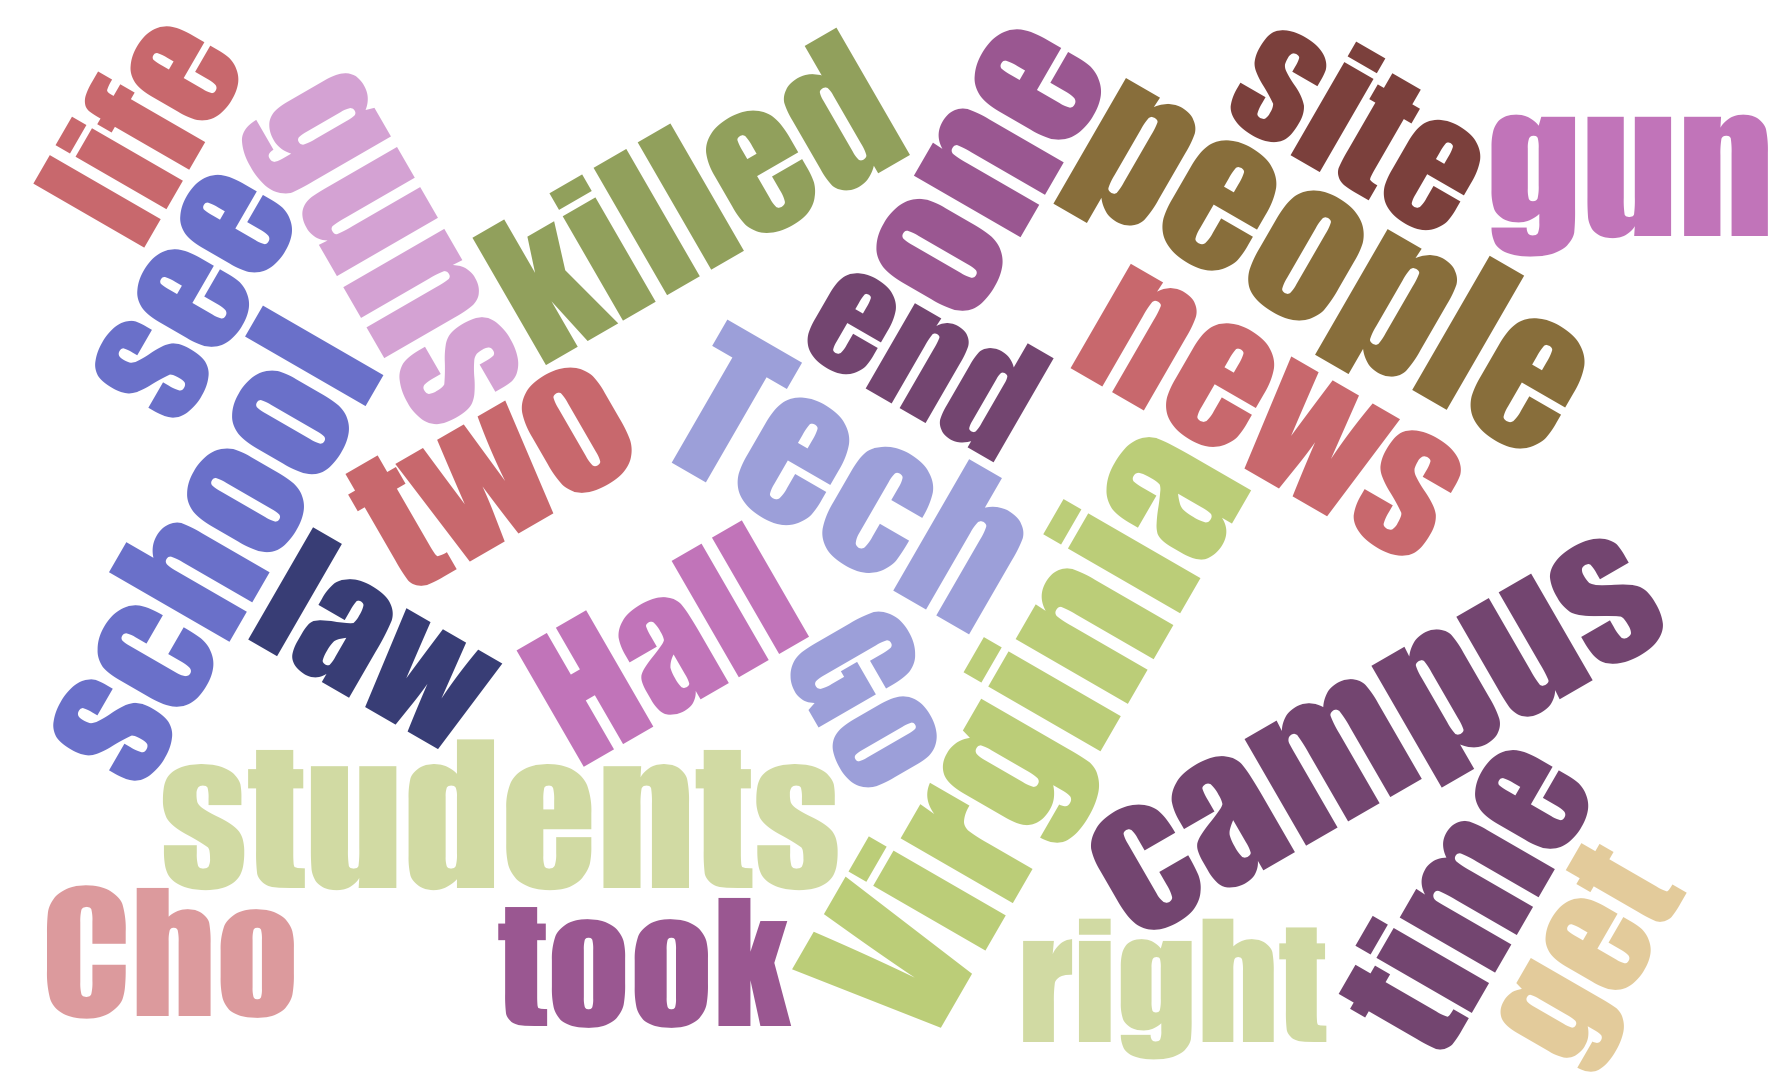 life
guns
killed
one
site
gun
people
see
end
news
school
two
Tech
Virginia
law
Hall
Go
campus
students
time
get
Cho
took
right